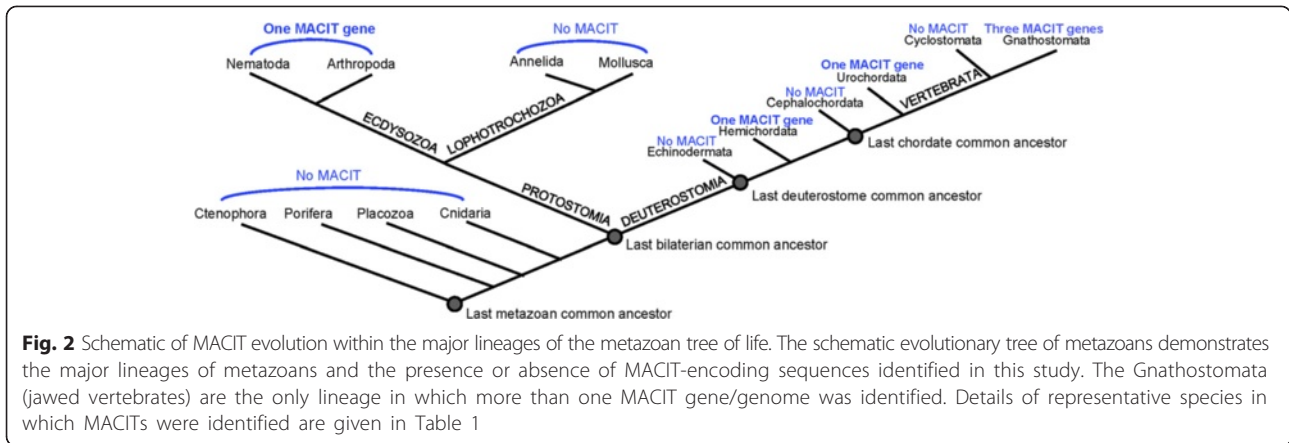 One MACIT gene
Nematoda
Arthropoda
No MACIT
Annelida
Mollusca
ECDYSOZOA
LOPHOTROCHOZOA
No MACIT
Cyclostomata
Three MACIT genes
Gnathostomata
One MACIT gene
Urochordata
VERTEBRATA
No MACIT
Cephalochordata
One MACIT gene
Hemichordata
No MACIT
Echinodermata
Last chordate common ancestor
No MACIT
Ctenophora
Porifera
Placozoa
Cnidaria
PROTOSTOMIA
DEUTEROSTOMIA
Last deuterostome common ancestor
Last bilaterian common ancestor
Last metazoan common ancestor
Fig. 2 Schematic of MACIT evolution within the major lineages of the metazoan tree of life. The schematic evolutionary tree of metazoans demonstrates
the major lineages of metazoans and the presence or absence of MACIT-encoding sequences identified in this study. The Gnathostomata
(jawed vertebrates) are the only lineage in which more than one MACIT gene/genome was identified. Details of representative species in
which MACITs were identified are given in Table 1